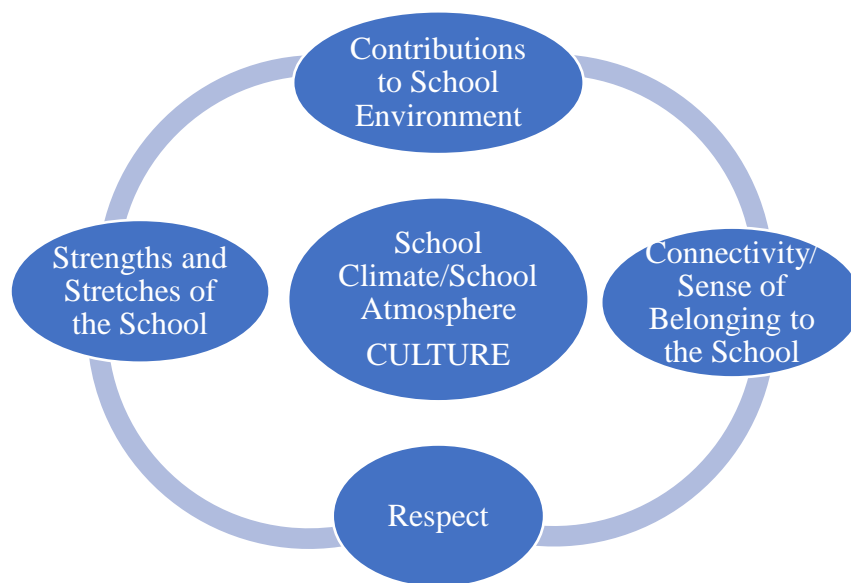 Contributions
to School
Environment
Strengths and
Stretches of
the School
School
Climate/School
Atmosphere
CULTURE
Connectivity/
Sense of
Belonging to
the School
Respect